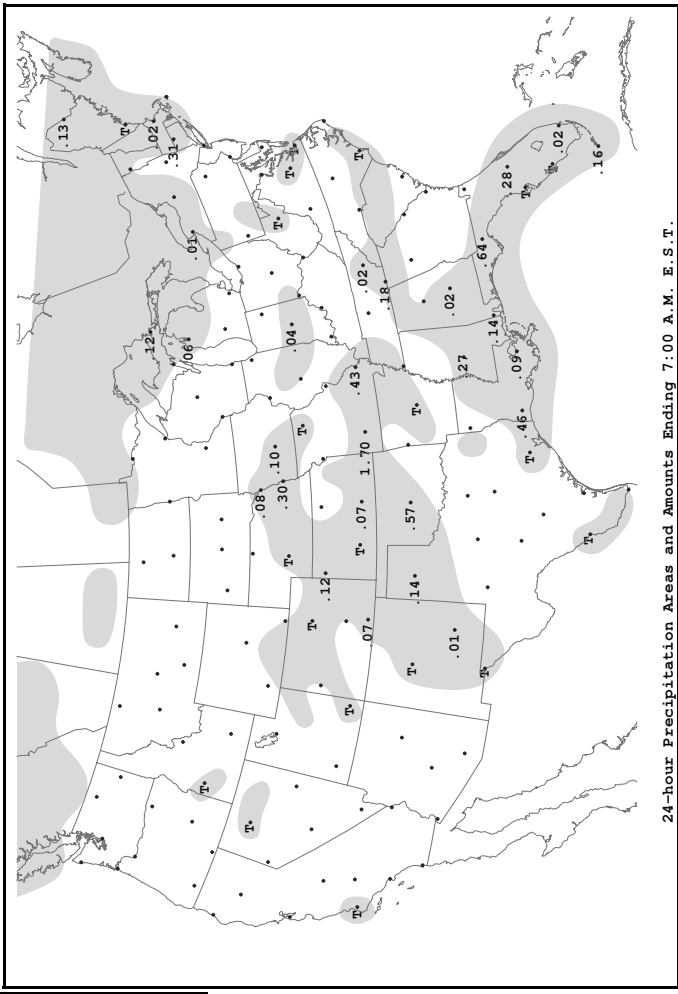 .13
T
.12
.02
.31
.06
.01
T
T
.08
.10
T
.30
T
.04
T
T
T
T
.12
T
.43
T
T
.07
1.70
.02
T
.07
.18
T
.14
.57
T
.01
.27
.02
.64
T
.14
.28
.46
.09
T
T
T
.02
T
.16
24-hour Precipitation Areas and Amounts Ending 7:00 A.M. E.S.T.